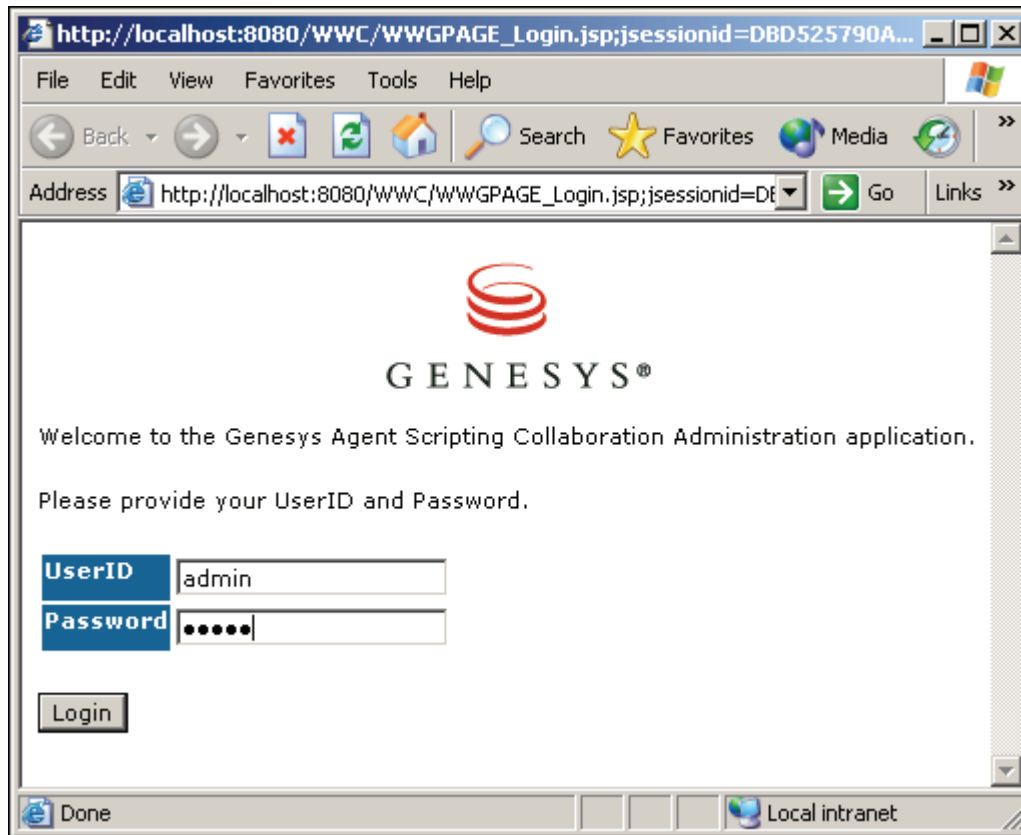 http://localhost:8080/WWC/WWGPAGE_Login.jsp;jsessionid=DBD525790A...
File Edit View Favorites Tools Help
Back Search Favorites Media »
Address http://localhost:8080/WWC/WWGPAGE_Login.jsp;jsessionid= Go Links »
GENESYS®
Welcome to the Genesys Agent Scripting Collaboration Administration application.
Please provide your UserID and Password.
UserID admin
Password •••••
Login
Done Local intranet